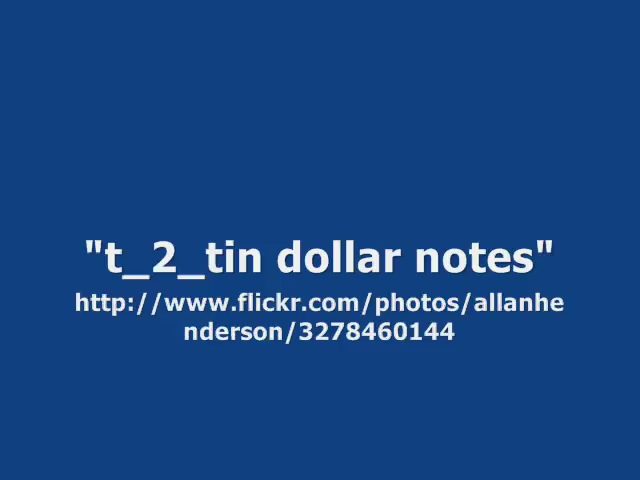 "t_2_tin dollar notes"
http://www.flickr.com/photos/allanhe
nderson/3278460144